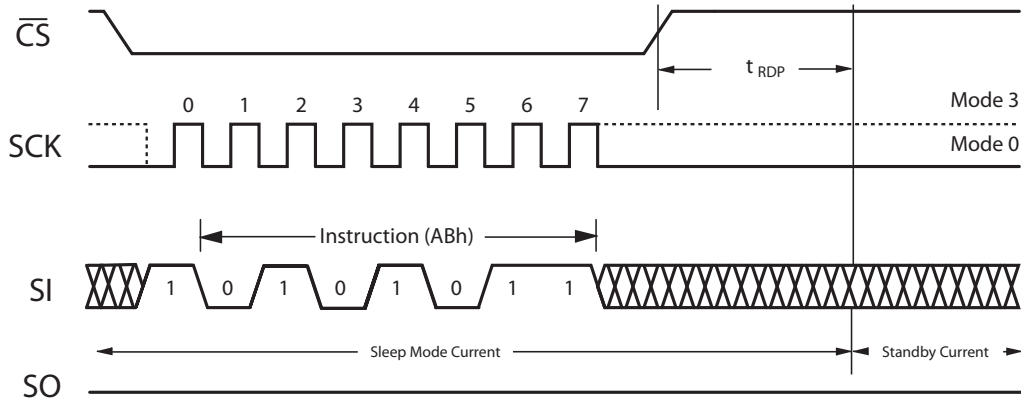 CS
t RDP
0 1 2 3 4 5 6 7
Mode 3
SCK
Mode 0
Instruction (ABh)
SI
1 0 1 0 1 0 1 1
Sleep Mode Current
Standby Current
SO